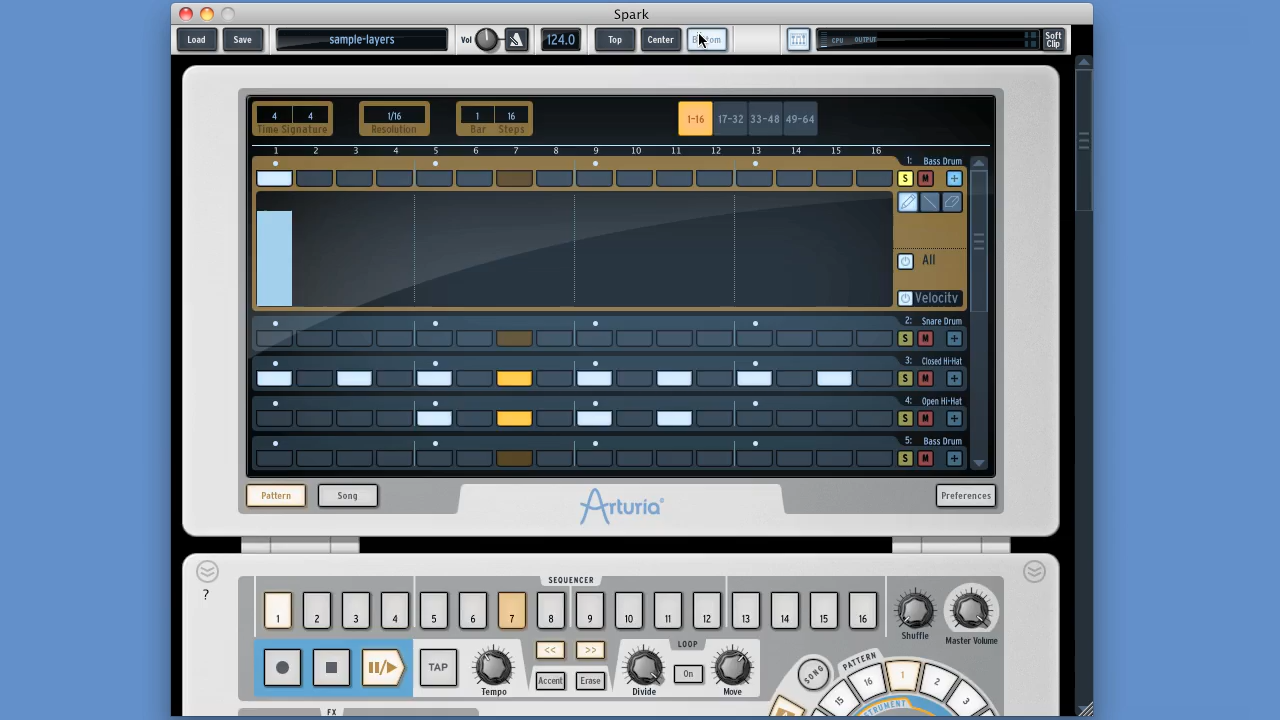 Spark
Load Save sample-layers Vol 124.0 Top Center CPU OUTPUT Soft Clip
4 4 1/16 1 16 1-16 17-32 33-48 49-64
Time Signature Resolution Bar Steps
1 2 3 4 5 6 7 8 9 10 11 12 13 14 15 16
1: Bass Drum
S M +
All
Velocity
2: Snare Drum
S M +
3: Closed Hi-Hat
S M +
4: Open Hi-Hat
S M +
5: Bass Drum
S M +
Pattern Song Arturia Preferences
SEQUENCER
?
1 2 3 4 5 6 7 8 9 10 11 12 13 14 15 16
Shuffle Master Volume
TAP << >> LOOP On
Tempo Accent Erase Divide Move
SONG PATTERN
15 16 1 2 3
INSTRUMENT
FX